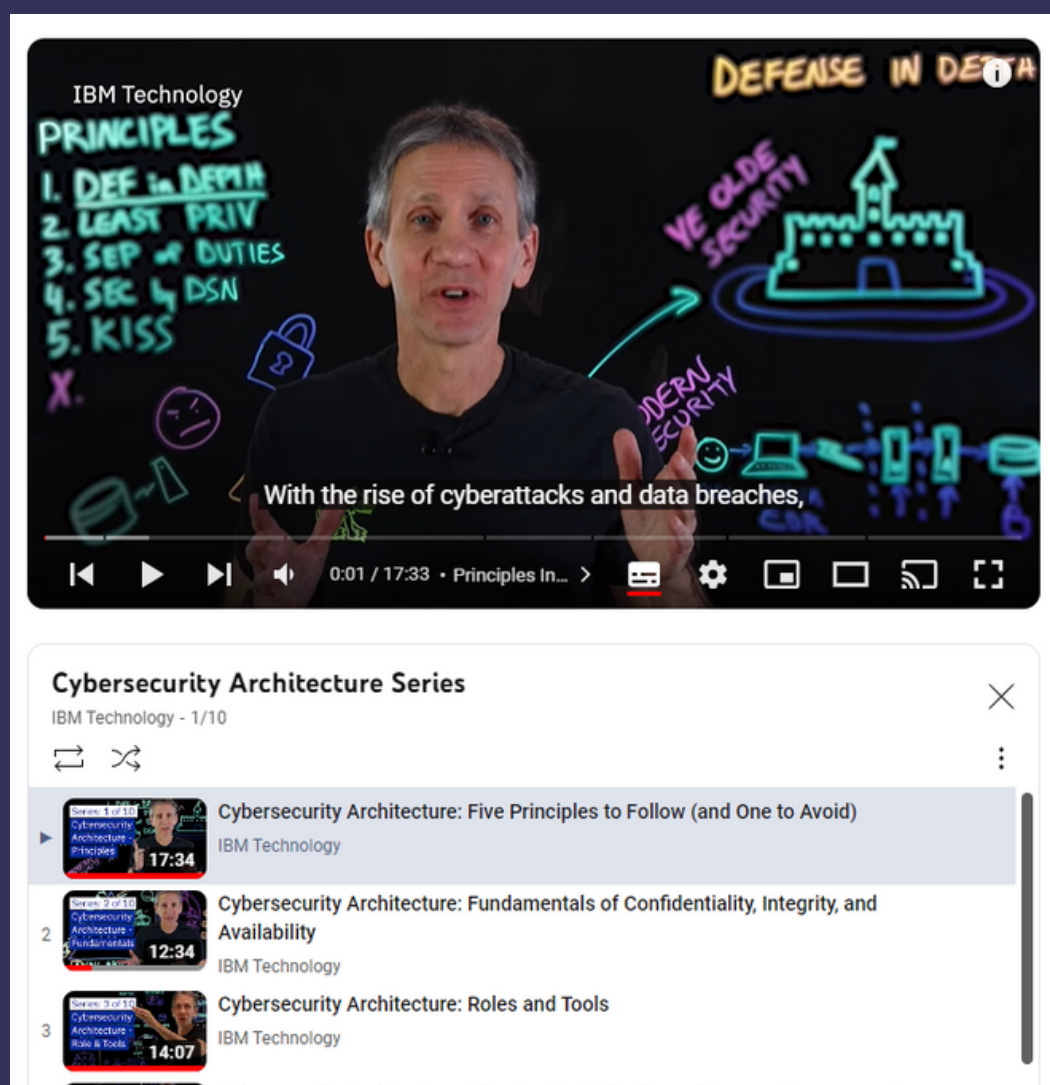 IBM Technology
DEFENSE IN DEPTH
PRINCIPLES
1. DEF in DEPTH
2. LEAST PRIV
3. SEP of DUTIES
4. SEC by DSN
5. KISS
X.
YE OLDE
SECURITY
ODERN
ECURITY
EDR
With the rise of cyberattacks and data breaches,
0:01 / 17:33 • Principles In...
Cybersecurity Architecture Series
IBM Technology - 1/10
Series: 1 of 10
Cybersecurity
Architecture -
Principles
17:34
Cybersecurity Architecture: Five Principles to Follow (and One to Avoid)
IBM Technology
2
Series: 2 of 10
Cybersecurity
Architecture -
Fundamentals
12:34
Cybersecurity Architecture: Fundamentals of Confidentiality, Integrity, and
Availability
IBM Technology
3
Series: 3 of 10
Cybersecurity
Architecture -
Role & Tools
14:07
Cybersecurity Architecture: Roles and Tools
IBM Technology